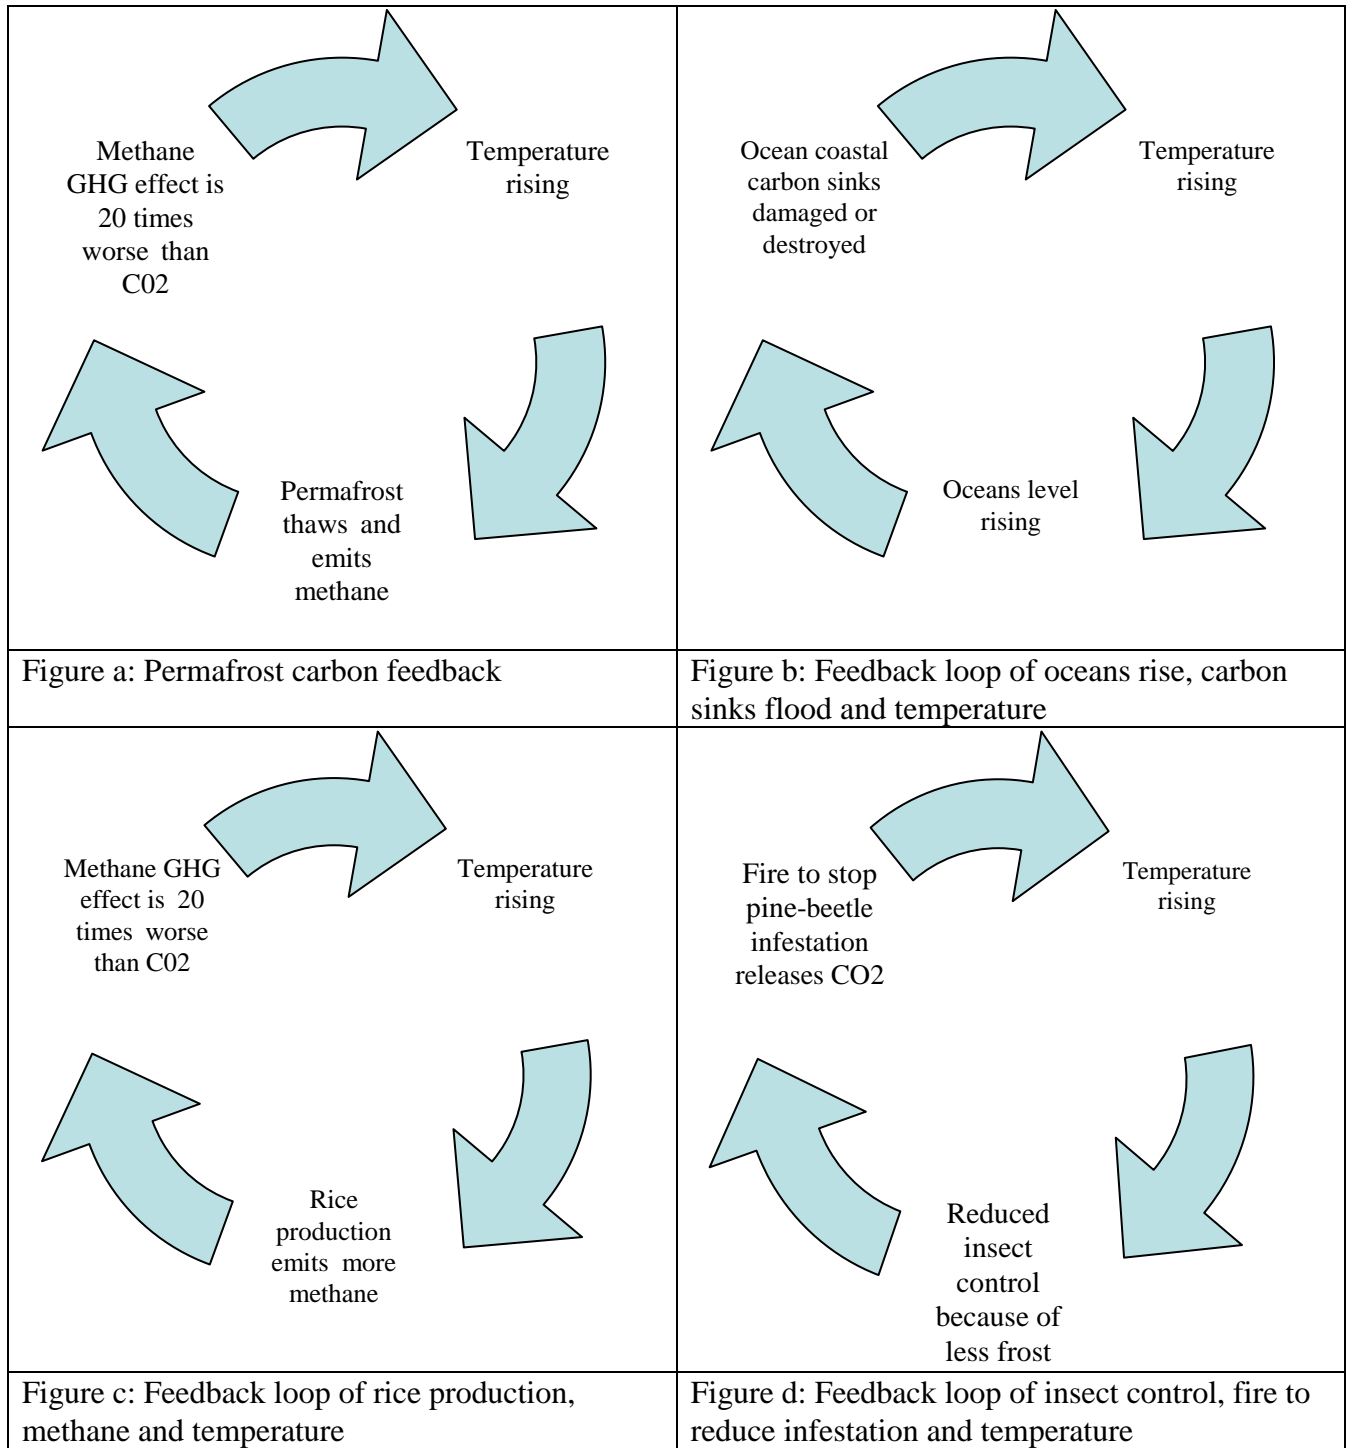 Methane
GHG effect is
20 times
worse than
C02
Temperature
rising
Permafrost
thaws and
emits
methane
Figure a: Permafrost carbon feedback
Ocean coastal
carbon sinks
damaged or
destroyed
Temperature
rising
Oceans level
rising
Figure b: Feedback loop of oceans rise, carbon
sinks flood and temperature
Methane GHG
effect is 20
times worse
than C02
Temperature
rising
Rice
production
emits more
methane
Figure c: Feedback loop of rice production,
methane and temperature
Fire to stop
pine-beetle
infestation
releases CO2
Temperature
rising
Reduced
insect
control
because of
less frost
Figure d: Feedback loop of insect control, fire to
reduce infestation and temperature